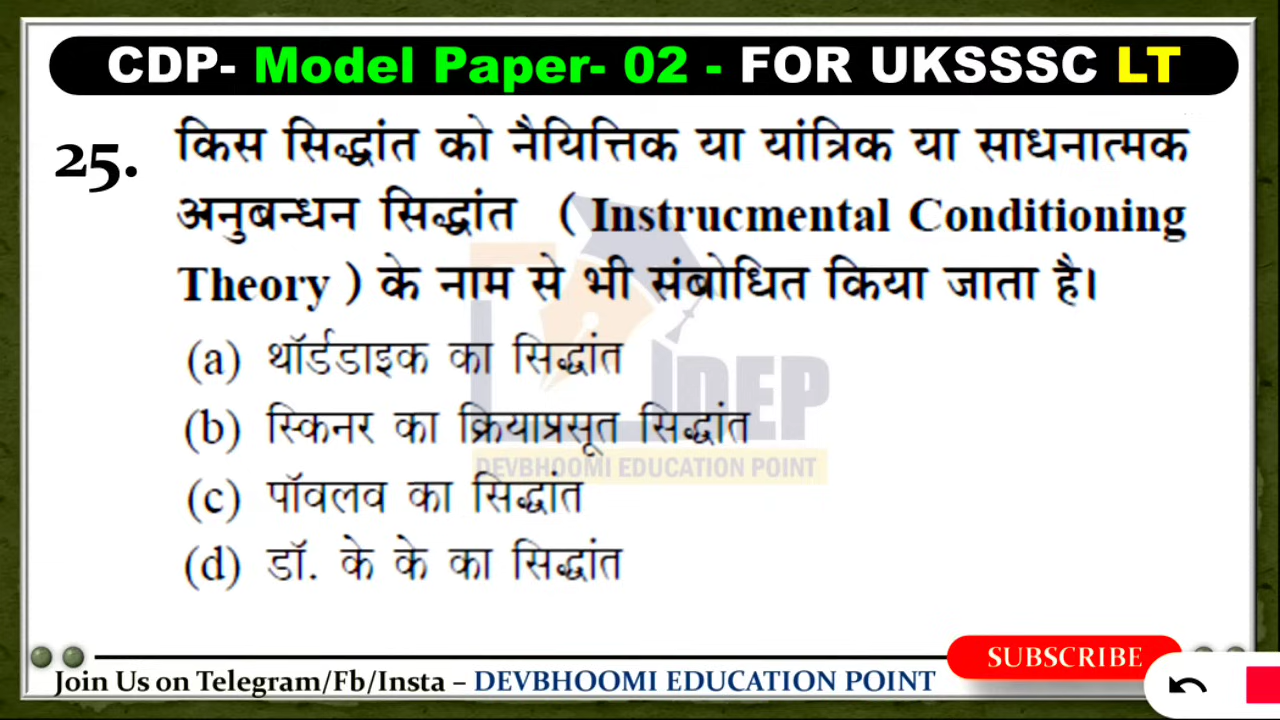 CDP- Model Paper- 02 - FOR UKSSSC LT
25. किस सिद्धांत को नैयित्तिक या यांत्रिक या साधनात्मक
अनुबन्धन सिद्धांत ( Instrucmental Conditioning
Theory ) के नाम से भी संबोधित किया जाता है।
(a) थॉर्डडाइक का सिद्धांत
(b) स्किनर का क्रियाप्रसूत सिद्धांत
(c) पॉवलव का सिद्धांत
(d) डॉ. के के का सिद्धांत
DEP
DEVBHOOMI EDUCATION POINT
SUBSCRIBE
Join Us on Telegram/Fb/Insta – DEVBHOOMI EDUCATION POINT